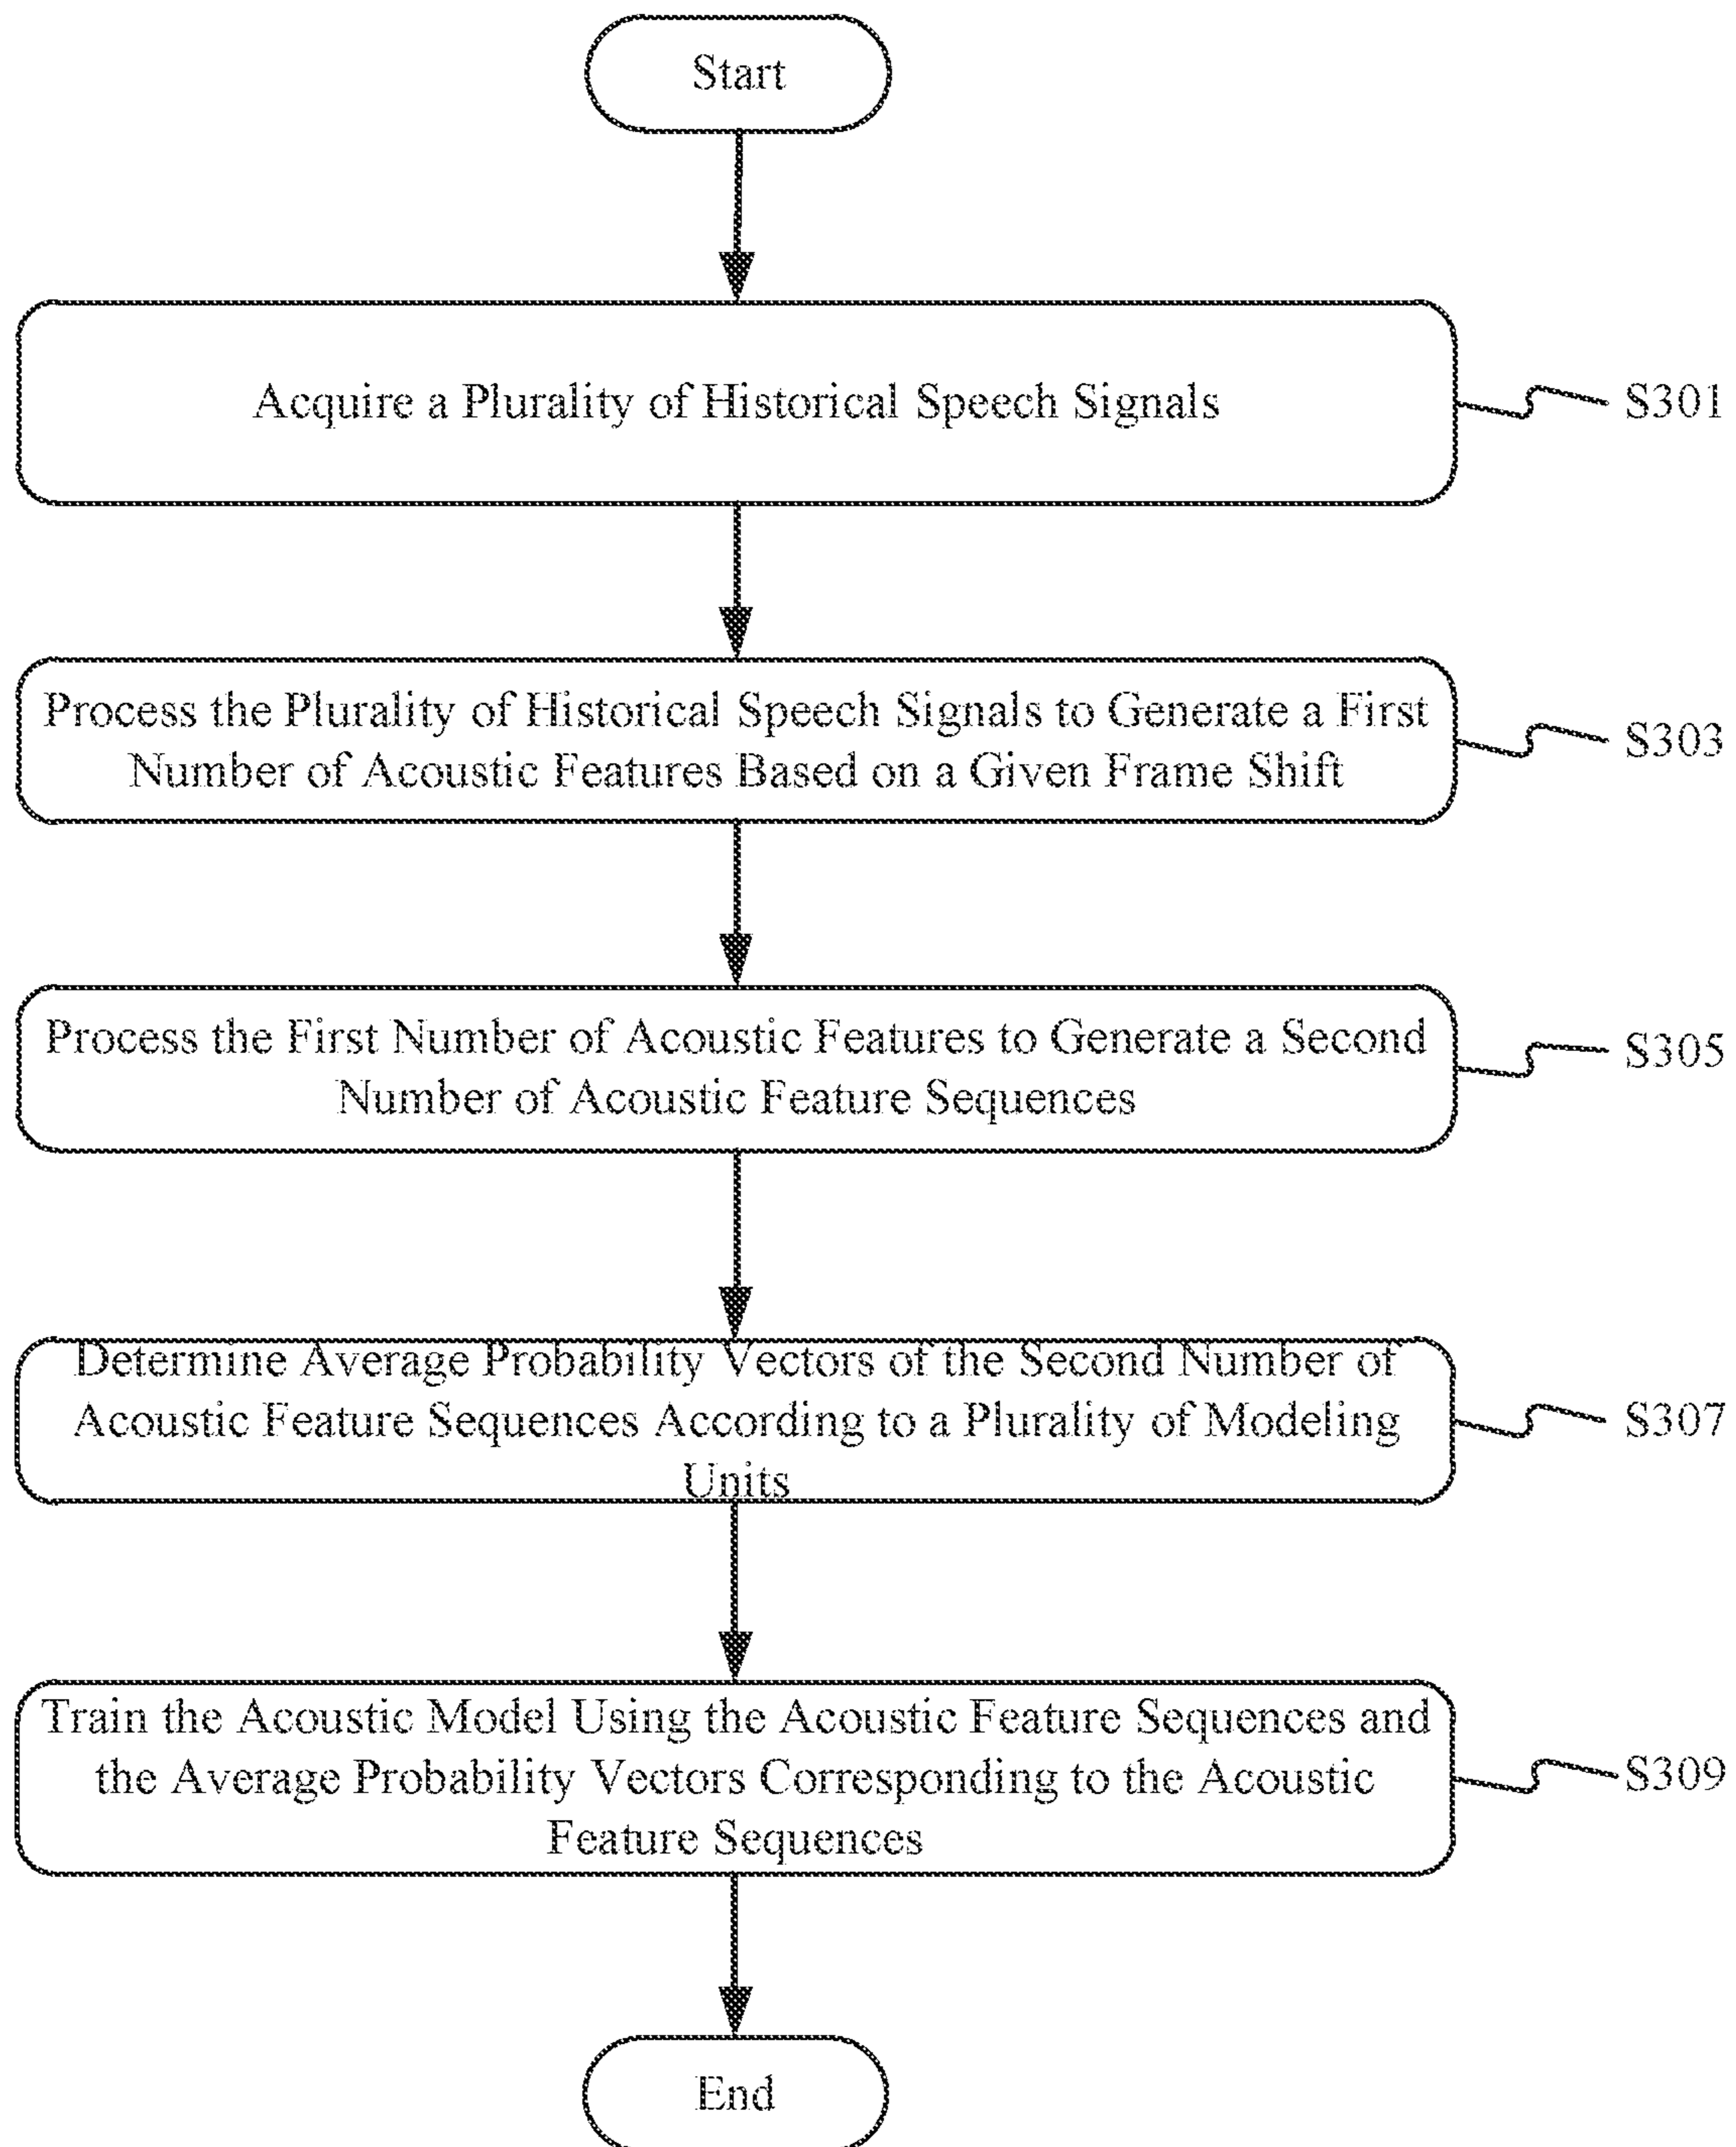 Start
Acquire a Plurality of Historical Speech Signals
S301
Process the Plurality of Historical Speech Signals to Generate a First
Number of Acoustic Features Based on a Given Frame Shift
S303
Process the First Number of Acoustic Features to Generate a Second
Number of Acoustic Feature Sequences
S305
Determine Average Probability Vectors of the Second Number of
Acoustic Feature Sequences According to a Plurality of Modeling
Units
S307
Train the Acoustic Model Using the Acoustic Feature Sequences and
the Average Probability Vectors Corresponding to the Acoustic
Feature Sequences
S309
End